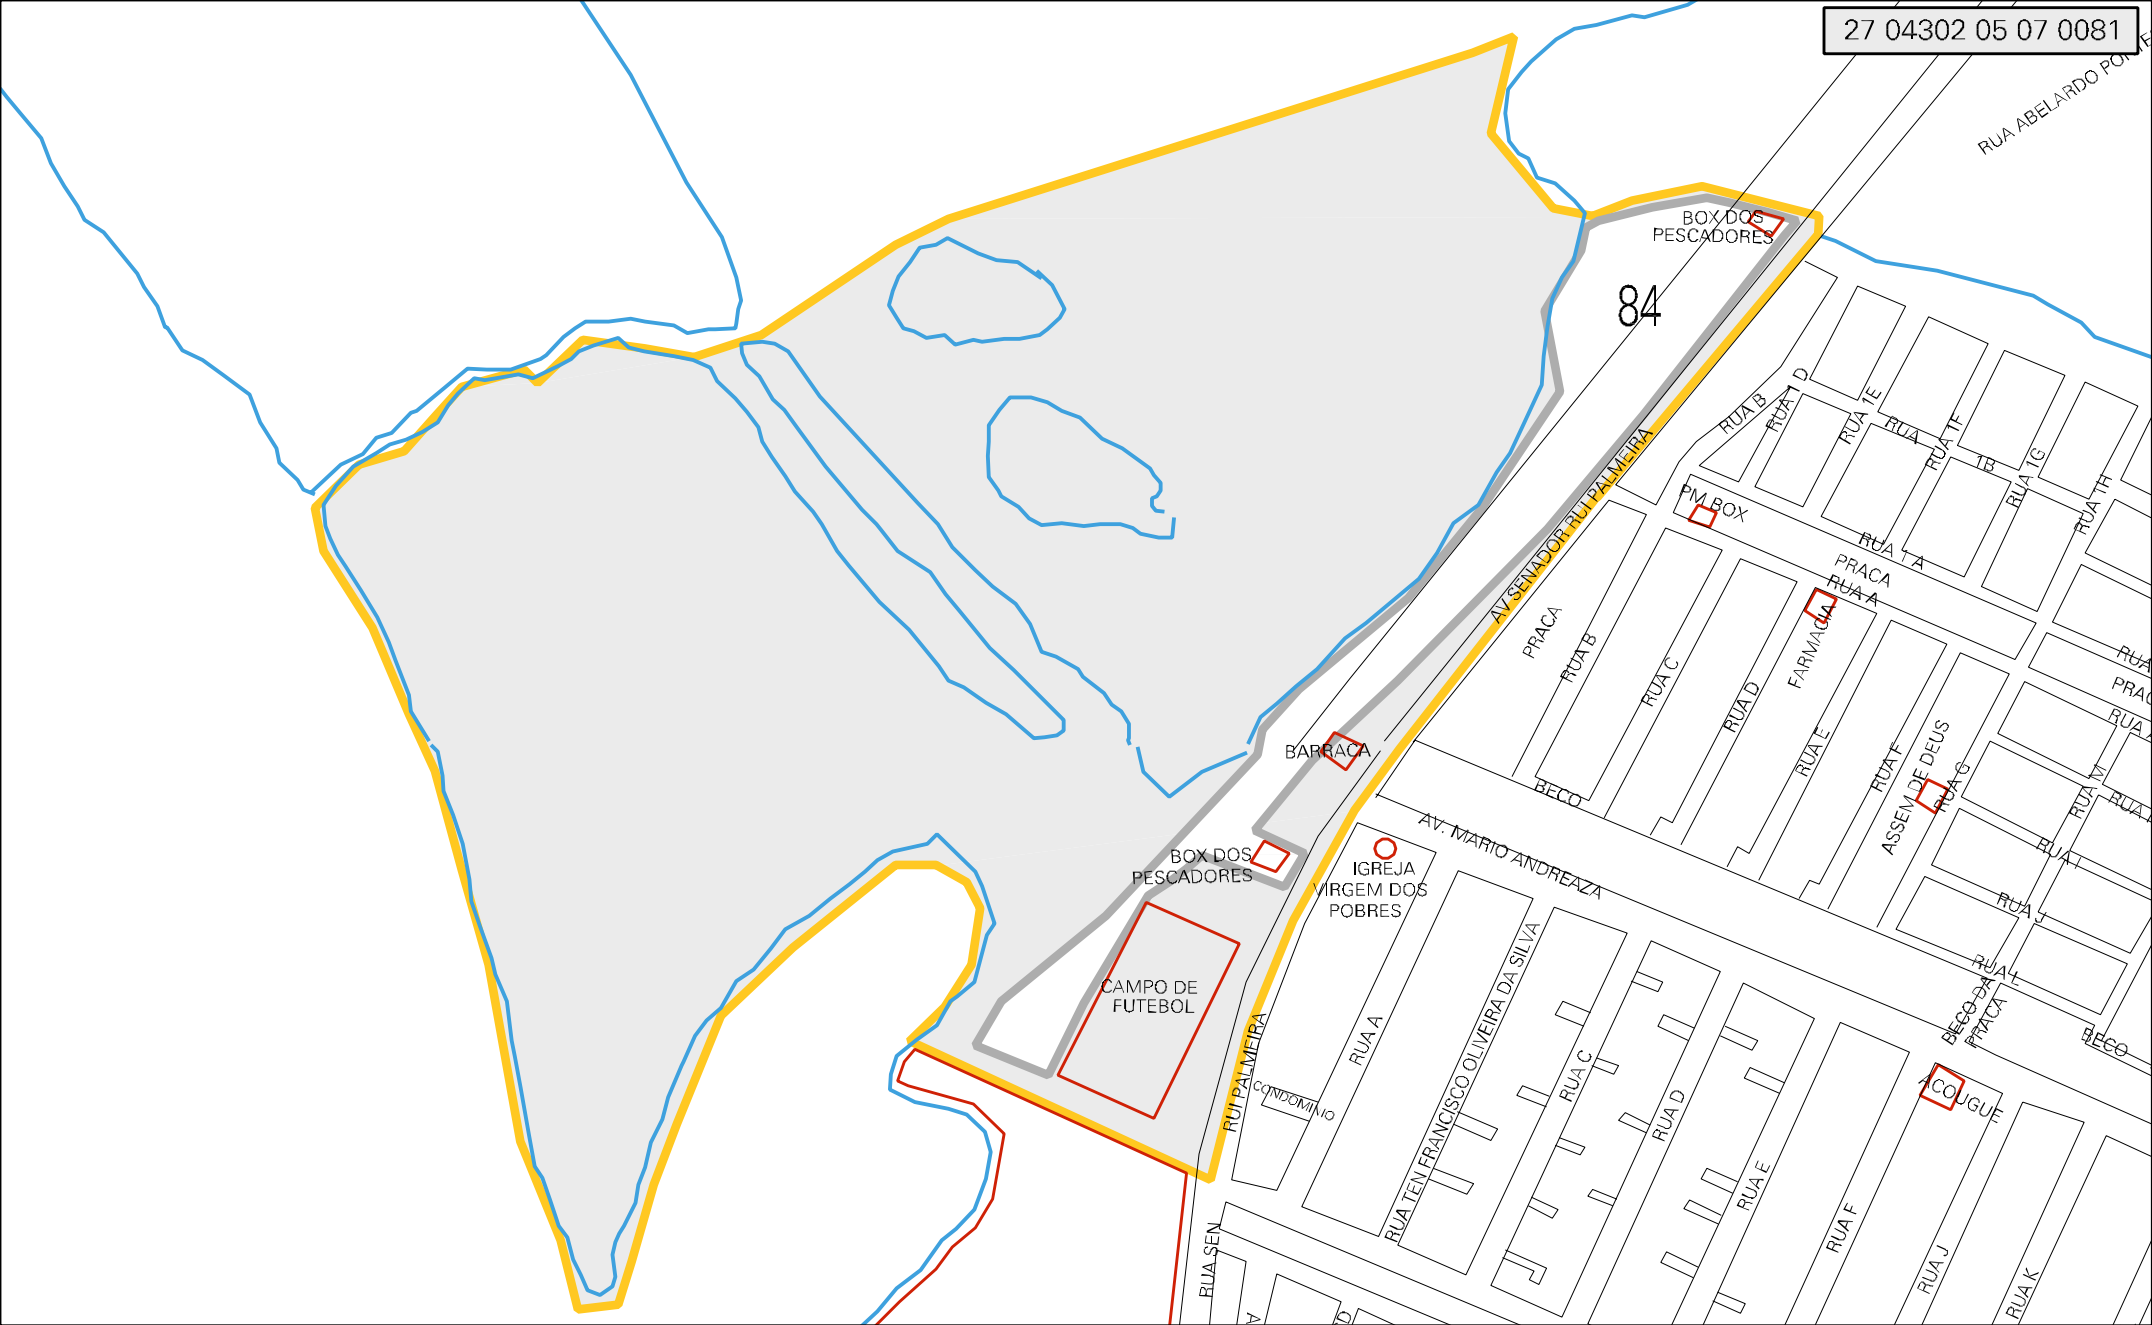 27 04302 05 07 0081
RUA ABELARDO
BOX DOS
PESCADORES
84
RUA B
RUA 1 D
RUA 1E
RUA
1B
RUA 1F
RUA 1G
RUA 1H
AV SENADOR RUI PALMEIRA
PM BOX
RUA 1 A
PRACA
RUA A
FARMACIA
PRACA
RUA B
RUA C
RUA D
RUA E
RUA F
ASSEM DE DEUS
RUA G
RUA M
RUA
RUA
RUA I
RUA J
RUA L
BECO DA
PRACA
BECO
BARRACA
BECO
AV. MARIO ANDREAZA
BOX DOS
PESCADORES
IGREJA
VIRGEM DOS
POBRES
CAMPO DE
FUTEBOL
RUI PALMEIRA
CONDOMINIO
RUA A
RUA TEN FRANCISCO OLIVEIRA DA SILVA
RUA C
RUA D
RUA E
RUA F
ACOUGUE
RUA J
RUA K
RUA SEN